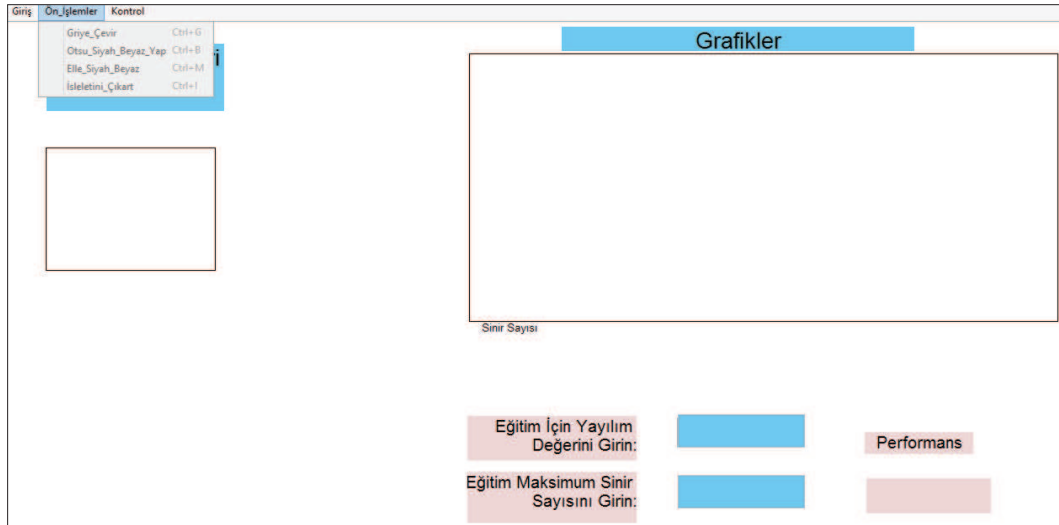 Giriş Ön_İşlemler Kontrol
Griye_Çevir Ctrl+G
Otsu_Siyah_Beyaz_Yap Ctrl+B
Elle_Siyah_Beyaz Ctrl+M
İsleletini_Çıkart Ctrl+I
Grafikler
Sinir Sayısı
Eğitim İçin Yayılım
Değerini Girin:
Performans
Eğitim Maksimum Sinir
Sayısını Girin: